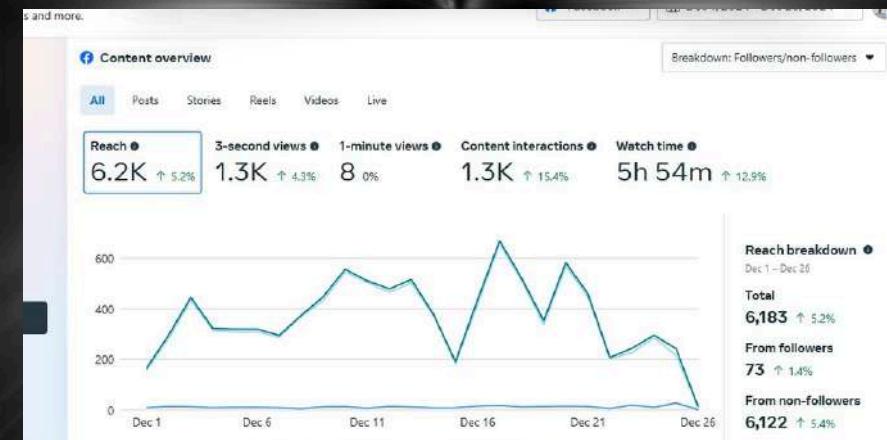 s and more.
Content overview
Breakdown: Followers/non-followers
All Posts Stories Reels Videos Live
Reach 3-second views 1-minute views Content interactions Watch time
6.2K ↑ 5.2% 1.3K ↑ 4.3% 8 0% 1.3K ↑ 15.4% 5h 54m ↑ 12.9%
600
400
200
0
Dec 1 Dec 6 Dec 11 Dec 16 Dec 21 Dec 26
Reach breakdown
Dec 1 – Dec 26
Total
6,183 ↑ 5.2%
From followers
73 ↑ 1.4%
From non-followers
6,122 ↑ 5.4%